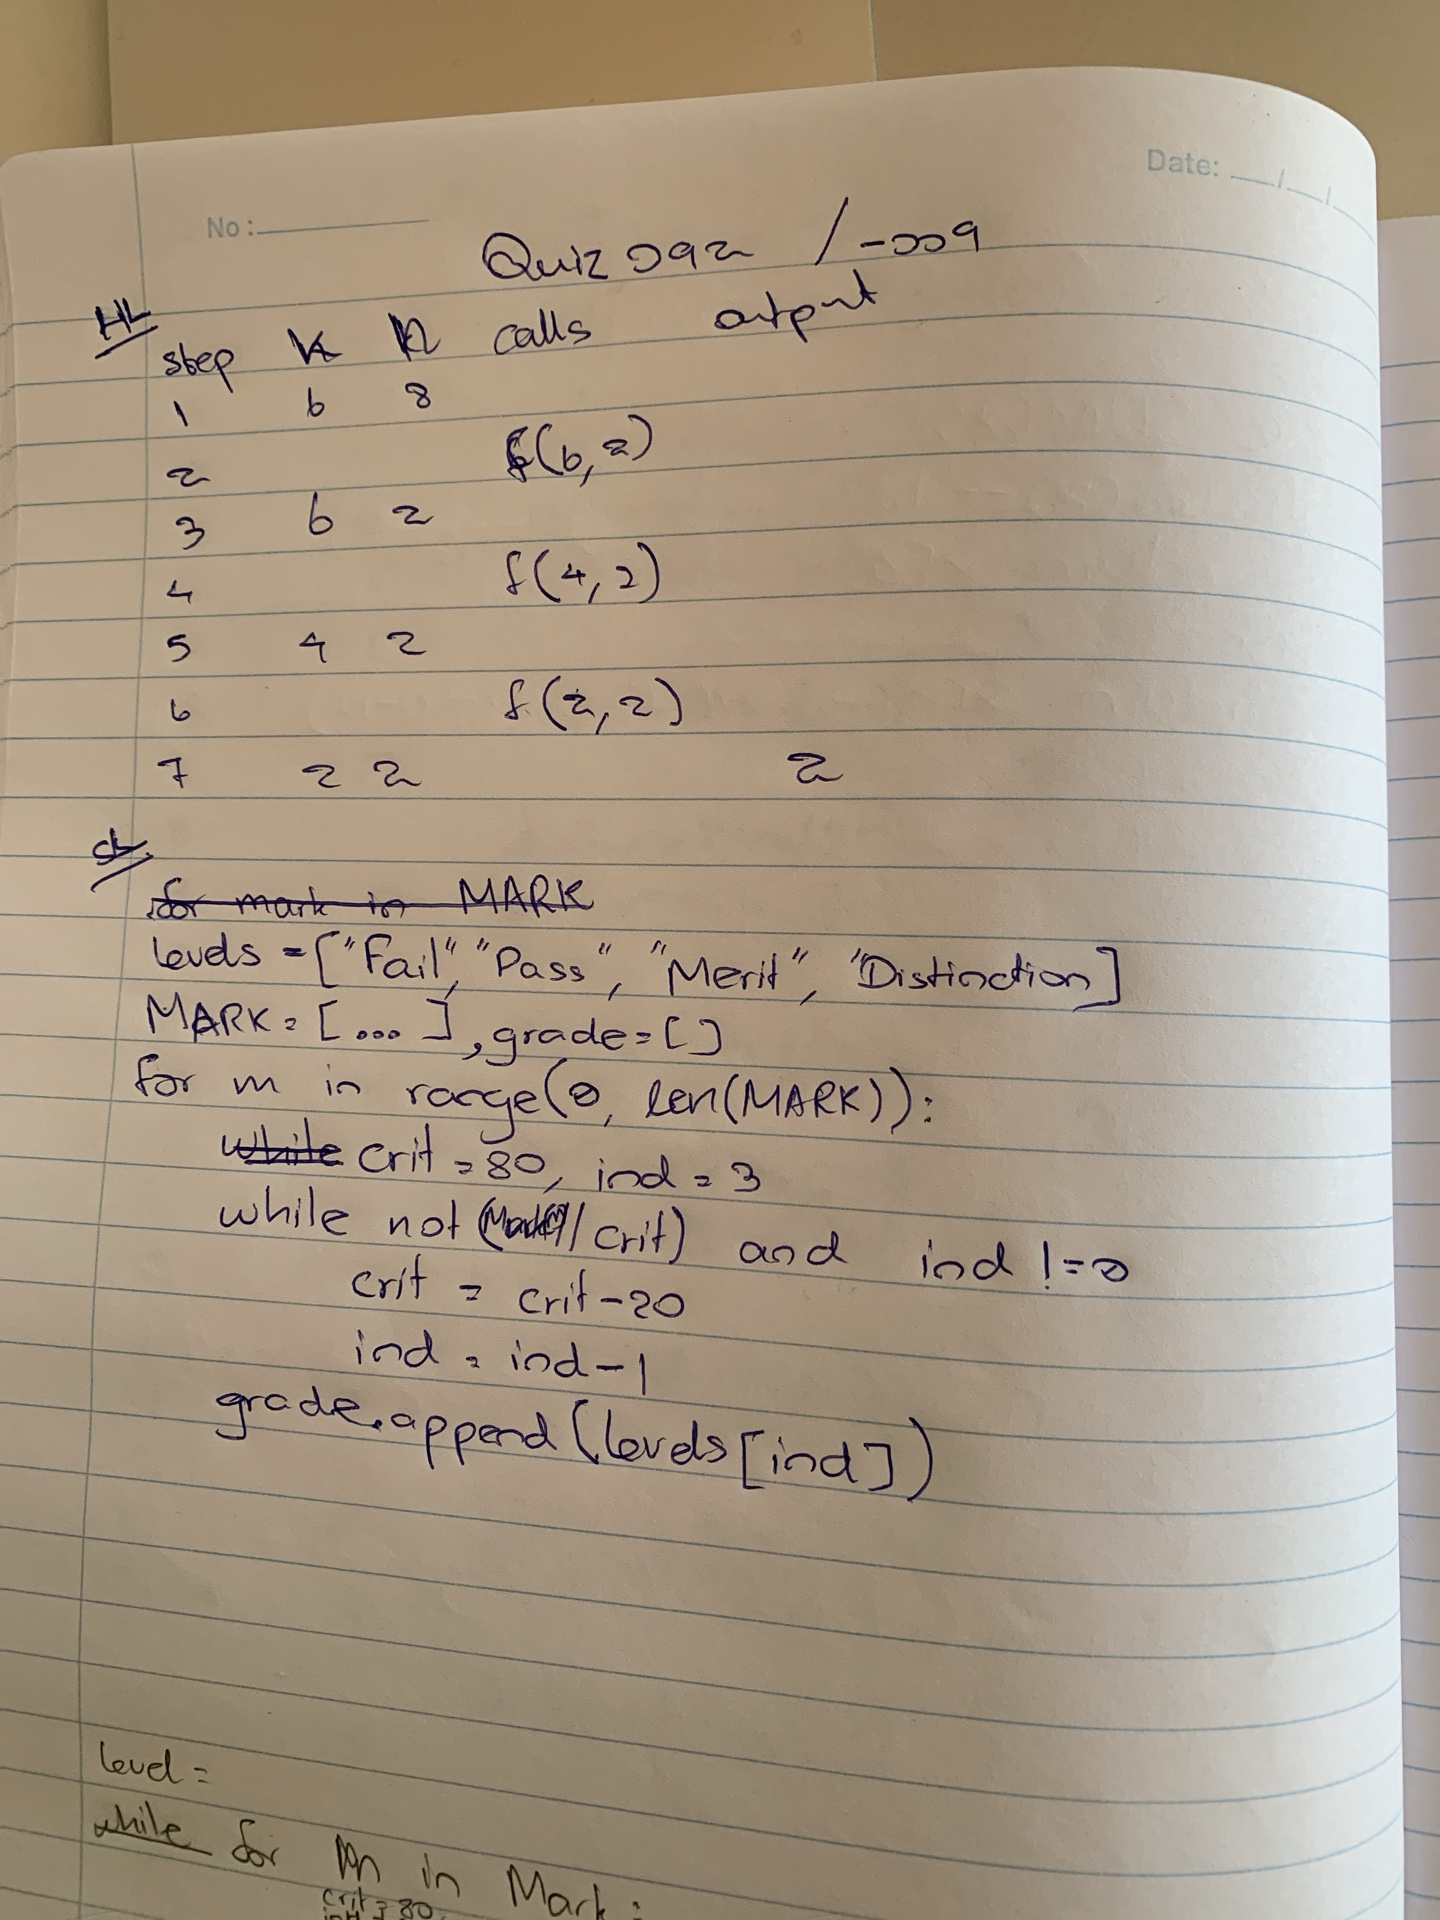 Date: __/__/__
No:
Quiz 092 / -009
HL
step K n calls output
1 6 8
2 f(6,2)
3 6 2
4 f(4,2)
5 4 2
6 f(2,2)
7 2 2 2
SL
for mark in MARK
levels = ["Fail", "Pass", "Merit", "Distinction]
MARK = [...], grade = []
for m in range(0, len(MARK)):
while crit = 80, ind = 3
while not (Mark[m]//crit) and ind != 0
crit = crit - 20
ind = ind - 1
grade.append(levels[ind])
level =
while for m in Mark:
crit = 80